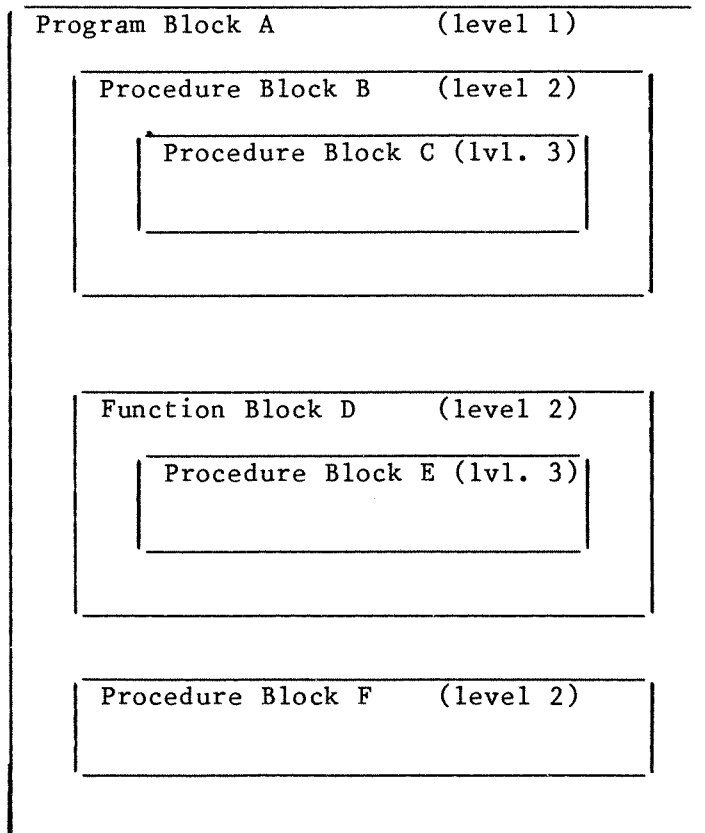 Program Block A (level 1)
Procedure Block B (level 2)
Procedure Block C (lvl. 3)
Function Block D (level 2)
Procedure Block E (lvl. 3)
Procedure Block F (level 2)